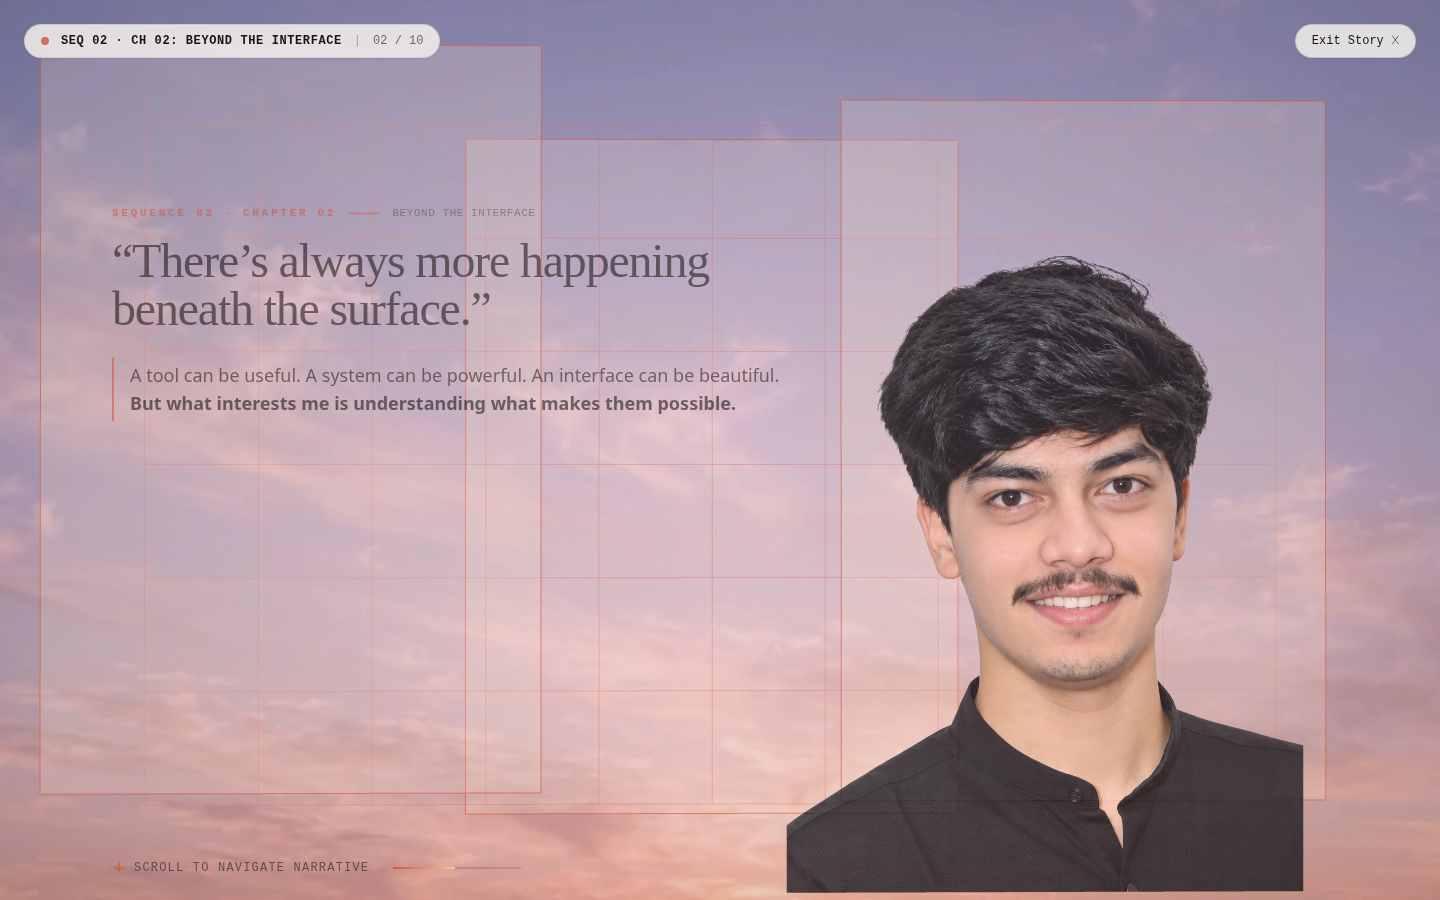 SEQ 02 · CH 02: BEYOND THE INTERFACE | 02 / 10
Exit Story X
SEQUENCE 02 · CHAPTER 02 BEYOND THE INTERFACE
“There’s always more happening
beneath the surface.”
A tool can be useful. A system can be powerful. An interface can be beautiful.
But what interests me is understanding what makes them possible.
SCROLL TO NAVIGATE NARRATIVE